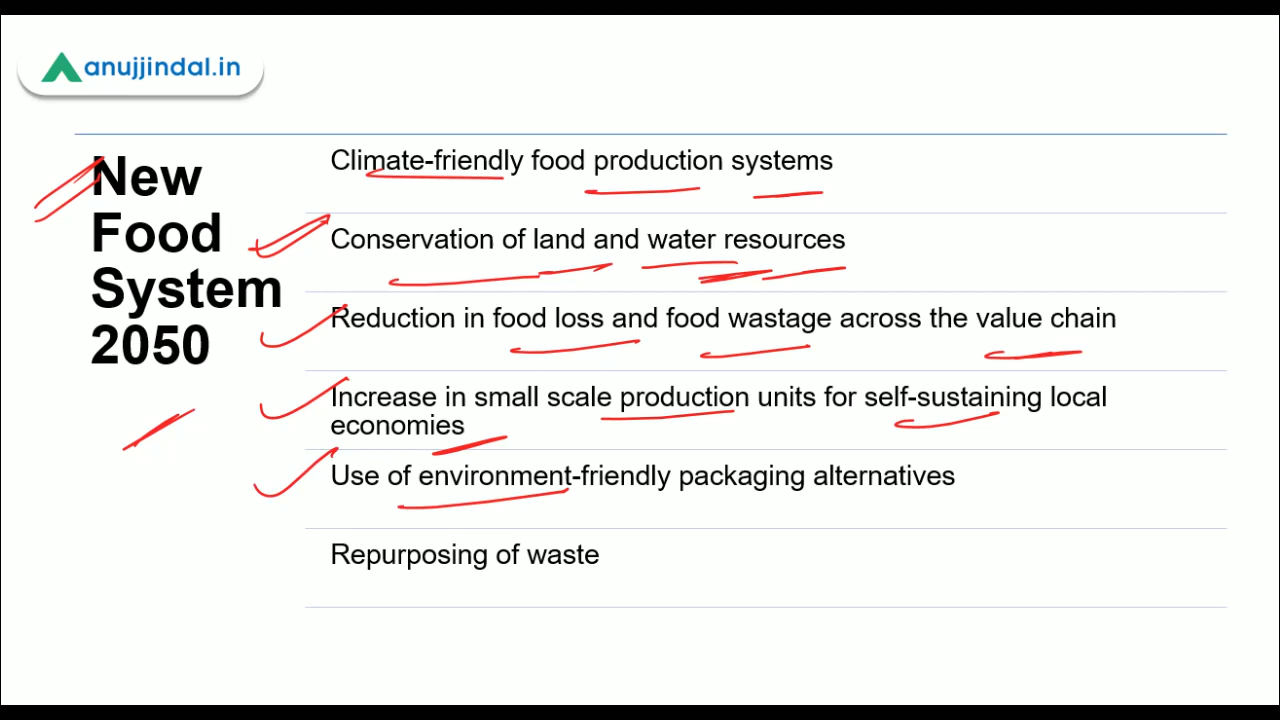 anujjindal.in
New
Food
System
2050
Climate-friendly food production systems
Conservation of land and water resources
Reduction in food loss and food wastage across the value chain
Increase in small scale production units for self-sustaining local
economies
Use of environment-friendly packaging alternatives
Repurposing of waste